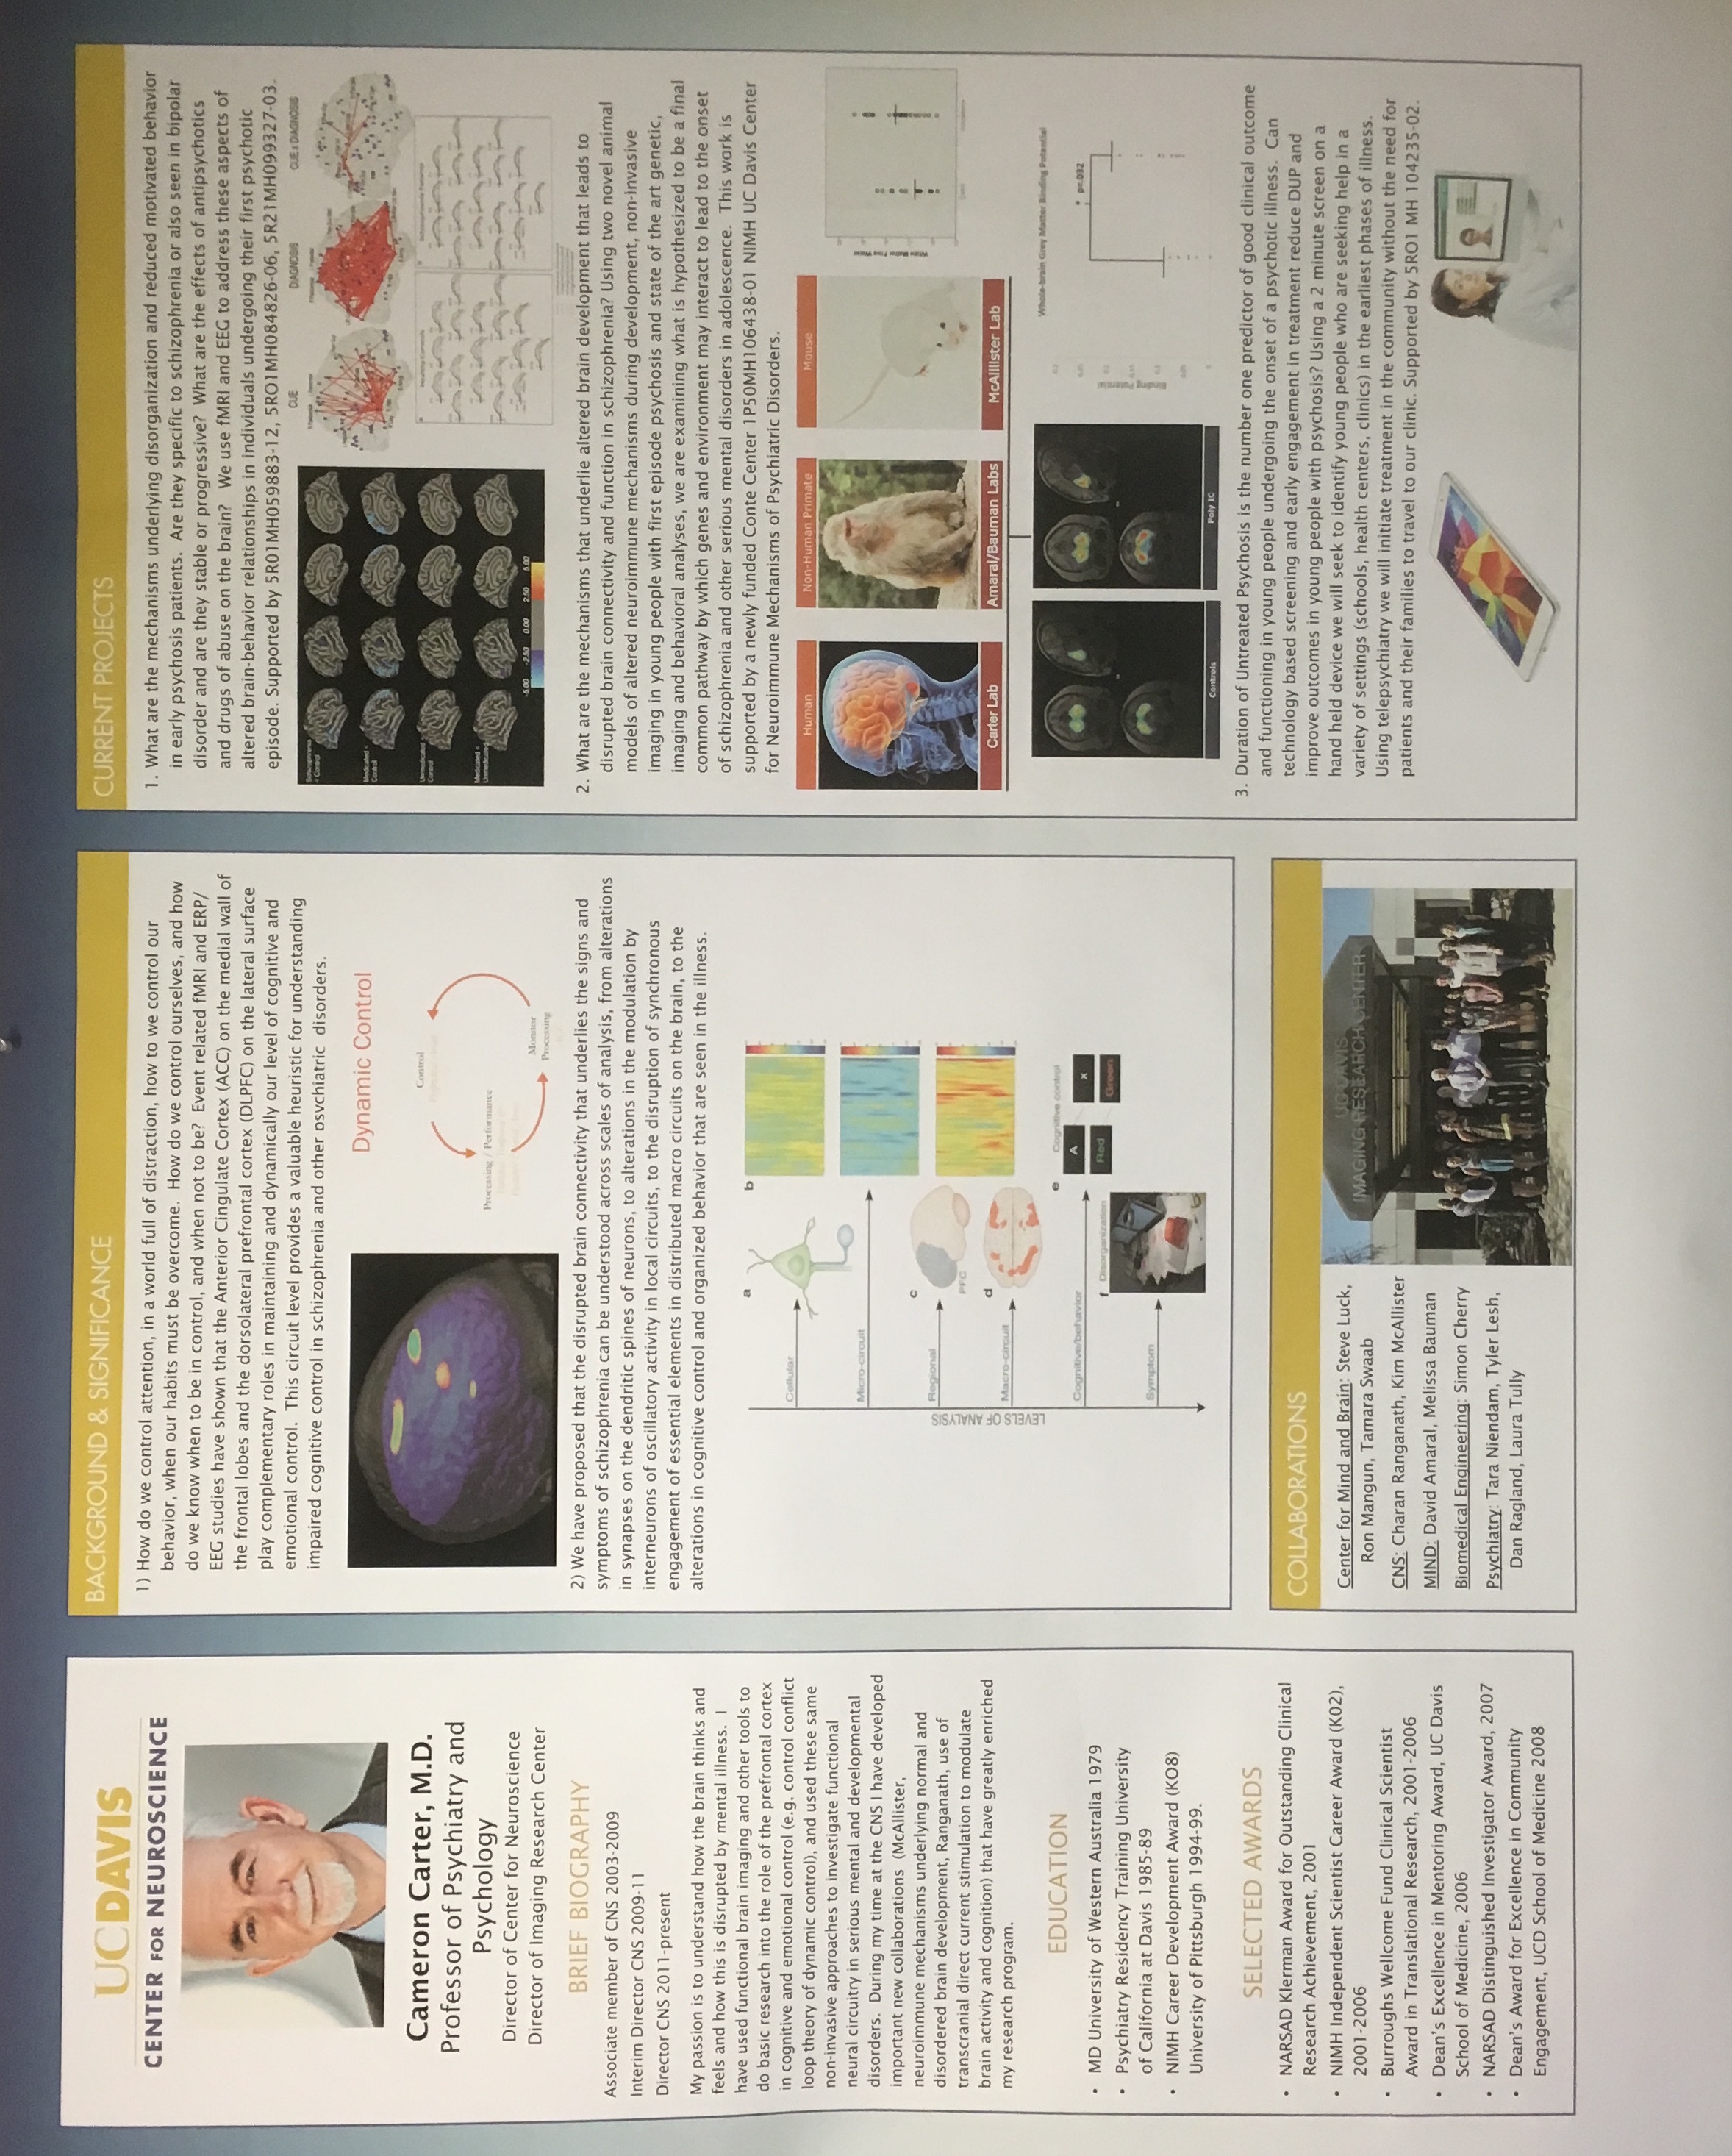 UCDAVIS
CENTER FOR NEUROSCIENCE
Cameron Carter, M.D.
Professor of Psychiatry and
Psychology
Director of Center for Neuroscience
Director of Imaging Research Center
BRIEF BIOGRAPHY
Associate member of CNS 2003-2009
Interim Director CNS 2009-11
Director CNS 2011-present
My passion is to understand how the brain thinks and
feels and how this is disrupted by mental illness. I
have used functional brain imaging and other tools to
do basic research into the role of the prefrontal cortex
in cognitive and emotional control (e.g. control conflict
loop theory of dynamic control), and used these same
non-invasive approaches to investigate functional
neural circuitry in serious mental and developmental
disorders. During my time at the CNS I have developed
important new collaborations (McAllister,
neuroimmune mechanisms underlying normal and
disordered brain development, Ranganath, use of
transcranial direct current stimulation to modulate
brain activity and cognition) that have greatly enriched
my research program.
EDUCATION
• MD University of Western Australia 1979
• Psychiatry Residency Training University
of California at Davis 1985-89
• NIMH Career Development Award (KO8)
University of Pittsburgh 1994-99.
SELECTED AWARDS
• NARSAD Klerman Award for Outstanding Clinical
Research Achievement, 2001
• NIMH Independent Scientist Career Award (K02),
2001-2006
• Burroughs Wellcome Fund Clinical Scientist
Award in Translational Research, 2001-2006
• Dean's Excellence in Mentoring Award, UC Davis
School of Medicine, 2006
• NARSAD Distinguished Investigator Award, 2007
• Dean's Award for Excellence in Community
Engagement, UCD School of Medicine 2008
BACKGROUND & SIGNIFICANCE
1) How do we control attention, in a world full of distraction, how to we control our
behavior, when our habits must be overcome. How do we control ourselves, and how
do we know when to be in control, and when not to be? Event related fMRI and ERP/
EEG studies have shown that the Anterior Cingulate Cortex (ACC) on the medial wall of
the frontal lobes and the dorsolateral prefrontal cortex (DLPFC) on the lateral surface
play complementary roles in maintaining and dynamically our level of cognitive and
emotional control. This circuit level provides a valuable heuristic for understanding
impaired cognitive control in schizophrenia and other psychiatric disorders.
Dynamic Control
Control
Processing / Performance
Monitor
Processing
2) We have proposed that the disrupted brain connectivity that underlies the signs and
symptoms of schizophrenia can be understood across scales of analysis, from alterations
in synapses on the dendritic spines of neurons, to alterations in the modulation by
interneurons of oscillatory activity in local circuits, to the disruption of synchronous
engagement of essential elements in distributed macro circuits on the brain, to the
alterations in cognitive control and organized behavior that are seen in the illness.
LEVELS OF ANALYSIS
Cellular
a
b
Micro-circuit
Regional
c
PFC
Macro-circuit
d
Cognitive/behavior
e
Cognitive control
A
X
Red
Green
Symptom
f
Disorganization
COLLABORATIONS
Center for Mind and Brain: Steve Luck,
Ron Mangun, Tamara Swaab
CNS: Charan Ranganath, Kim McAllister
MIND: David Amaral, Melissa Bauman
Biomedical Engineering: Simon Cherry
Psychiatry: Tara Niendam, Tyler Lesh,
Dan Ragland, Laura Tully
UC DAVIS
IMAGING RESEARCH CENTER
CURRENT PROJECTS
1. What are the mechanisms underlying disorganization and reduced motivated behavior
in early psychosis patients. Are they specific to schizophrenia or also seen in bipolar
disorder and are they stable or progressive? What are the effects of antipsychotics
and drugs of abuse on the brain? We use fMRI and EEG to address these aspects of
altered brain-behavior relationships in individuals undergoing their first psychotic
episode. Supported by 5RO1MH059883-12, 5RO1MH084826-06, 5R21MH099327-03.
Schizophrenia
< Control
Medicated <
Control
Unmedicated <
Control
Medicated <
Unmedicated
-5.00 -2.50 0.00 2.50 5.00
CUE
DIAGNOSIS
CUE x DIAGNOSIS
2. What are the mechanisms that underlie altered brain development that leads to
disrupted brain connectivity and function in schizophrenia? Using two novel animal
models of altered neuroimmune mechanisms during development, non-invasive
imaging in young people with first episode psychosis and state of the art genetic,
imaging and behavioral analyses, we are examining what is hypothesized to be a final
common pathway by which genes and environment may interact to lead to the onset
of schizophrenia and other serious mental disorders in adolescence. This work is
supported by a newly funded Conte Center 1P50MH106438-01 NIMH UC Davis Center
fir Neuroimmune Mechanisms of Psychiatric Disorders.
Human
Non-Human Primate
Mouse
Carter Lab
Amaral/Bauman Labs
McAllister Lab
White Matter Free Water
Controls
Poly IC
Whole-brain Grey Matter Binding Potential
* p=.032
Binding Potential
3. Duration of Untreated Psychosis is the number one predictor of good clinical outcome
and functioning in young people undergoing the onset of a psychotic illness. Can
technology based screening and early engagement in treatment reduce DUP and
improve outcomes in young people with psychosis? Using a 2 minute screen on a
hand held device we will seek to identify young people who are seeking help in a
variety of settings (schools, health centers, clinics) in the earliest phases of illness.
Using telepsychiatry we will initiate treatment in the community without the need for
patients and their families to travel to our clinic. Supported by 5RO1 MH 104235-02.